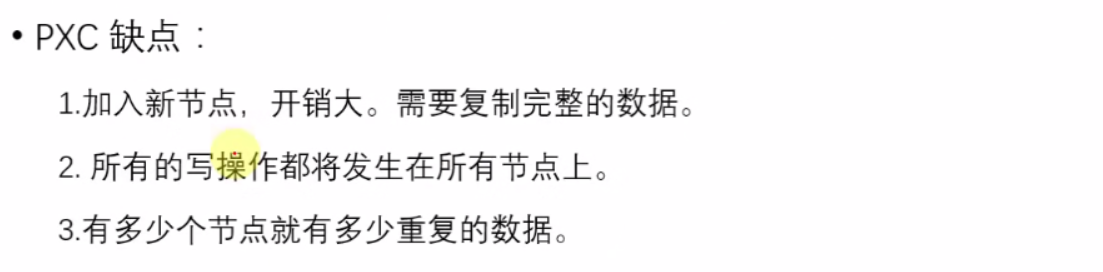 • PXC 缺点：
1.加入新节点，开销大。需要复制完整的数据。
2. 所有的写操作都将发生在所有节点上。
3.有多少个节点就有多少重复的数据。